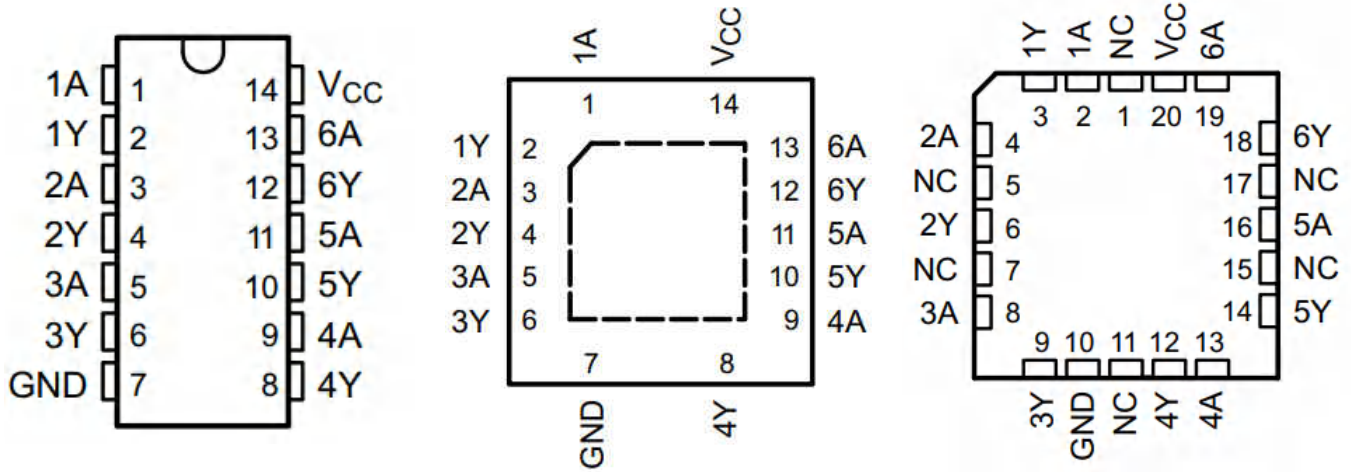 1A 1 14 VCC
1Y 2 13 6A
2A 3 12 6Y
2Y 4 11 5A
3A 5 10 5Y
3Y 6 9 4A
GND 7 8 4Y
1A VCC
1 14
1Y 2 13 6A
2A 3 12 6Y
2Y 4 11 5A
3A 5 10 5Y
3Y 6 9 4A
7 8
GND 4Y
1Y 1A NC VCC 6A
3 2 1 20 19
2A 4 18 6Y
NC 5 17 NC
2Y 6 16 5A
NC 7 15 NC
3A 8 14 5Y
9 10 11 12 13
3Y GND NC 4Y 4A